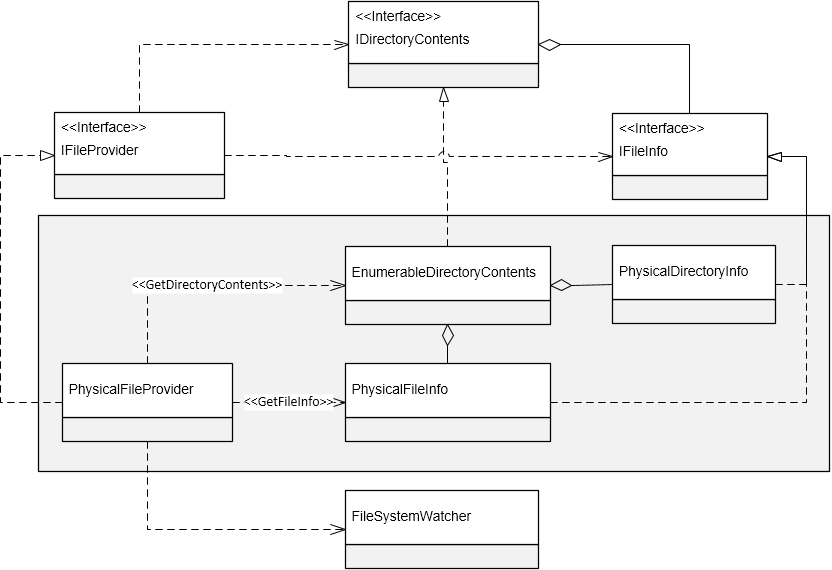 <<Interface>>
IDirectoryContents
<<Interface>>
IFileProvider
<<Interface>>
IFileInfo
EnumerableDirectoryContents
PhysicalDirectoryInfo
<<GetDirectoryContents>>
PhysicalFileProvider
<<GetFileInfo>>
PhysicalFileInfo
FileSystemWatcher